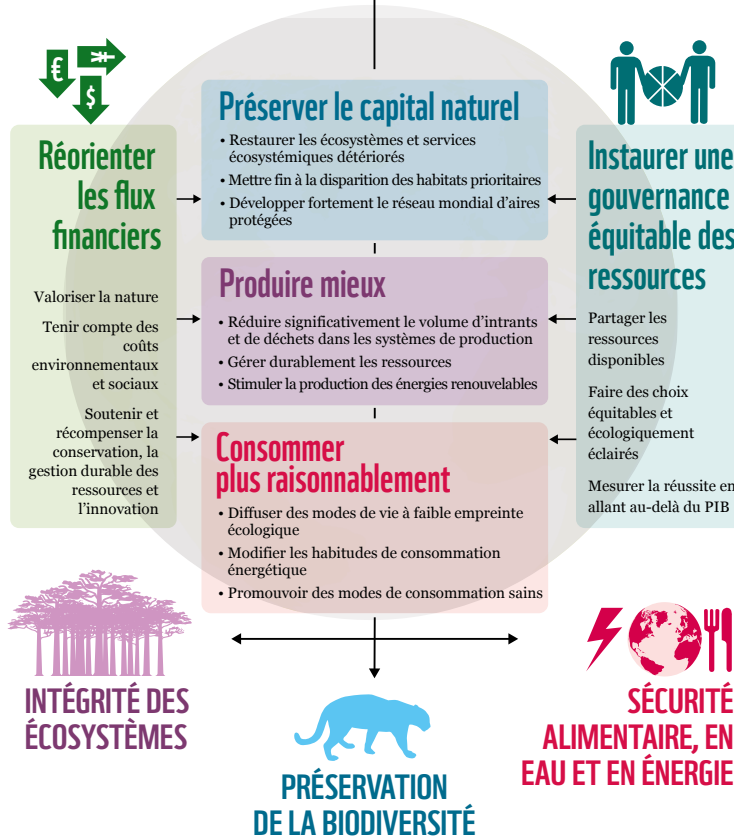 €
¥
$
Réorienter
les flux
financiers
Valoriser la nature
Tenir compte des
coûts
environnementaux
et sociaux
Soutenir et
récompenser la
conservation, la
gestion durable des
ressources et
l'innovation
Préserver le capital naturel
• Restaurer les écosystèmes et services
écosystémiques détériorés
• Mettre fin à la disparition des habitats prioritaires
• Développer fortement le réseau mondial d'aires
protégées
Produire mieux
• Réduire significativement le volume d'intrants
et de déchets dans les systèmes de production
• Gérer durablement les ressources
• Stimuler la production des énergies renouvelables
Consommer
plus raisonnablement
• Diffuser des modes de vie à faible empreinte
écologique
• Modifier les habitudes de consommation
énergétique
• Promouvoir des modes de consommation sains
Instaurer une
gouvernance
équitable des
ressources
Partager les
ressources
disponibles
Faire des choix
équitables et
écologiquement
éclairés
Mesurer la réussite en
allant au-delà du PIB
INTÉGRITÉ DES
ÉCOSYSTÈMES
PRÉSERVATION
DE LA BIODIVERSITÉ
SÉCURITÉ
ALIMENTAIRE, EN
EAU ET EN ÉNERGIE